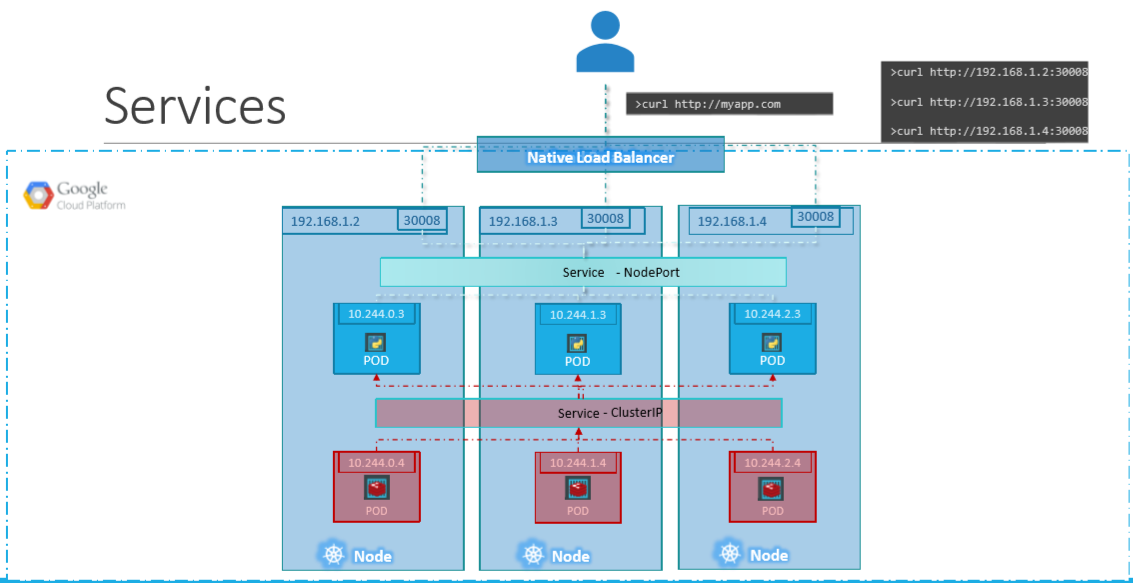 Services
>curl http://myapp.com
>curl http://192.168.1.2:30008
>curl http://192.168.1.3:30008
>curl http://192.168.1.4:30008
Native Load Balancer
Google
Cloud Platform
192.168.1.2
30008
192.168.1.3
30008
192.168.1.4
30008
Service - NodePort
10.244.0.3
POD
10.244.1.3
POD
10.244.2.3
POD
Service - ClusterIP
10.244.0.4
POD
10.244.1.4
POD
10.244.2.4
POD
Node
Node
Node